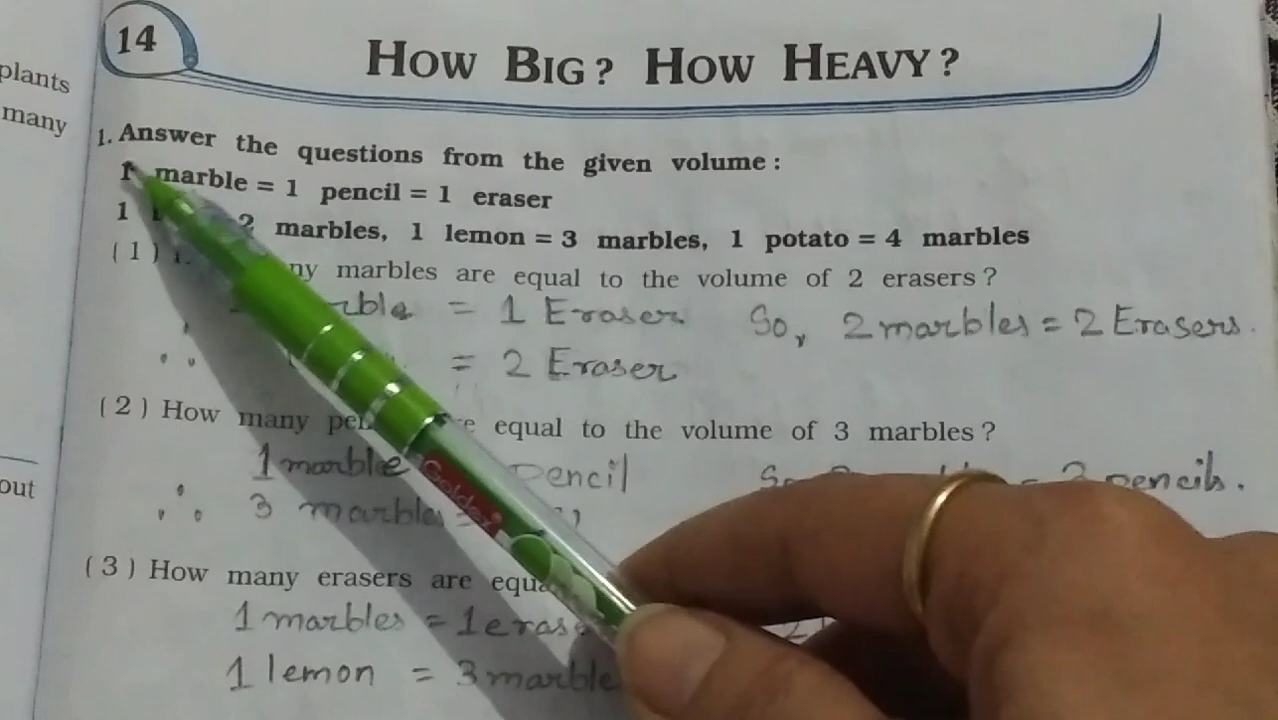 plants
many
out
14
HOW BIG? HOW HEAVY?
1. Answer the questions from the given volume :
1 marble = 1 pencil = 1 eraser
1 2 marbles, 1 lemon = 3 marbles, 1 potato = 4 marbles
(1) marbles are equal to the volume of 2 erasers ?
= 1 Eraser So, 2 marbles = 2 Erasers.
= 2 Eraser
(2) How many equal to the volume of 3 marbles ?
1 marble pencil = pencils.
3 marbles
(3) How many erasers are
1 marbles = 1
1 lemon = 3 marble
Goldex